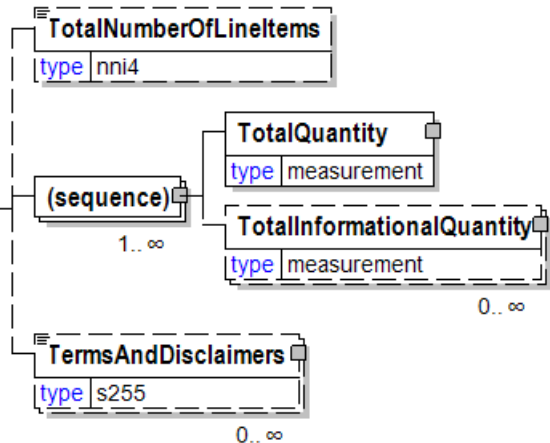 TotalNumberOfLineItems
type nni4
TotalQuantity
type measurement
(sequence)
1..∞
TotalInformationalQuantity
type measurement
0..∞
TermsAndDisclaimers
type s255
0..∞